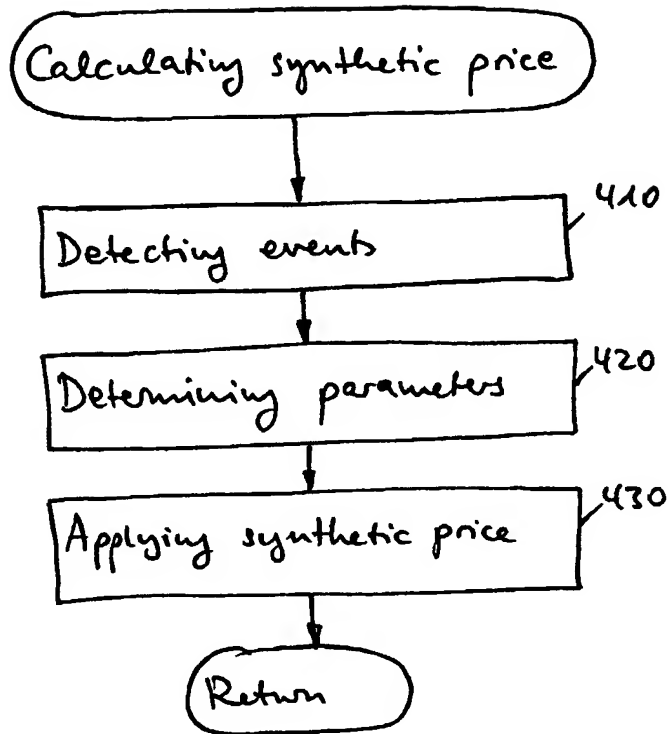 Calculating synthetic price
410
Detecting events
420
Determining parameters
430
Applying synthetic price
Return